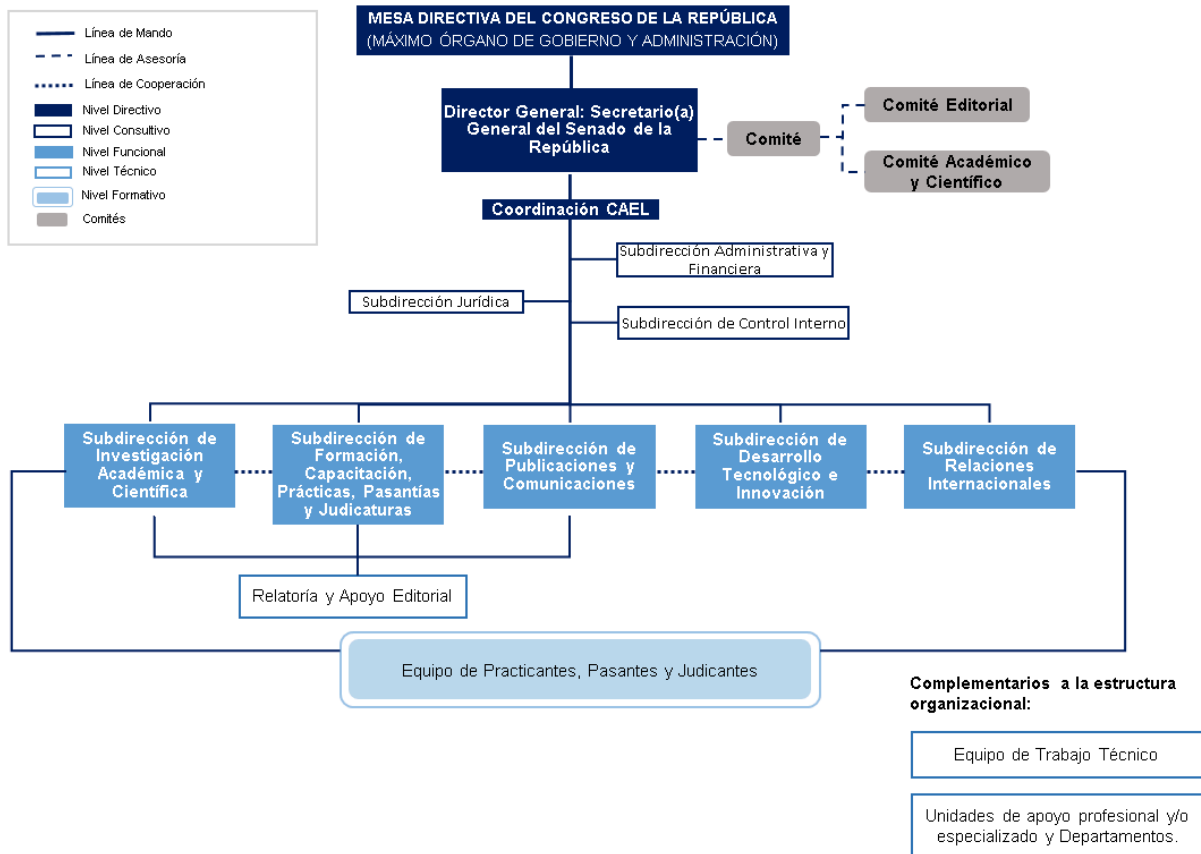 MESA DIRECTIVA DEL CONGRESO DE LA REPÚBLICA
(MÁXIMO ÓRGANO DE GOBIERNO Y ADMINISTRACIÓN)
Línea de Mando
Línea de Asesoría
Línea de Cooperación
Nivel Directivo
Nivel Consultivo
Nivel Funcional
Nivel Técnico
Nivel Formativo
Comités
Director General: Secretario(a)
General del Senado de la
República
Comité
Comité Editorial
Comité Académico
y Científico
Coordinación CAEL
Subdirección Administrativa y
Financiera
Subdirección Jurídica
Subdirección de Control Interno
Subdirección de
Investigación
Académica y
Científica
Subdirección de
Formación,
Capacitación,
Prácticas, Pasantías
y Judicaturas
Subdirección de
Publicaciones y
Comunicaciones
Subdirección de
Desarrollo
Tecnológico e
Innovación
Subdirección de
Relaciones
Internacionales
Relatoría y Apoyo Editorial
Equipo de Practicantes, Pasantes y Judicantes
Complementarios a la estructura
organizacional:
Equipo de Trabajo Técnico
Unidades de apoyo profesional y/o
especializado y Departamentos.